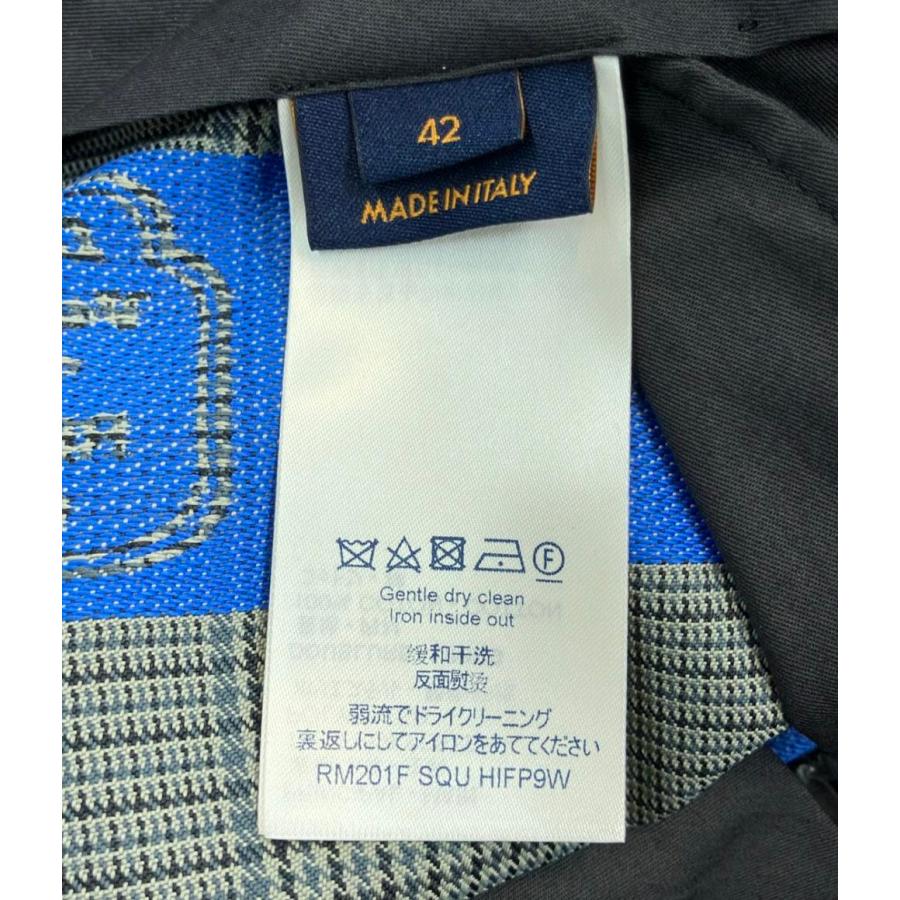 42
MADE IN ITALY
F
Gentle dry clean
Iron inside out
缓和干洗
反面熨烫
弱流でドライクリーニング
裏返しにしてアイロンをあててください
RM201F SQU HIFP9W